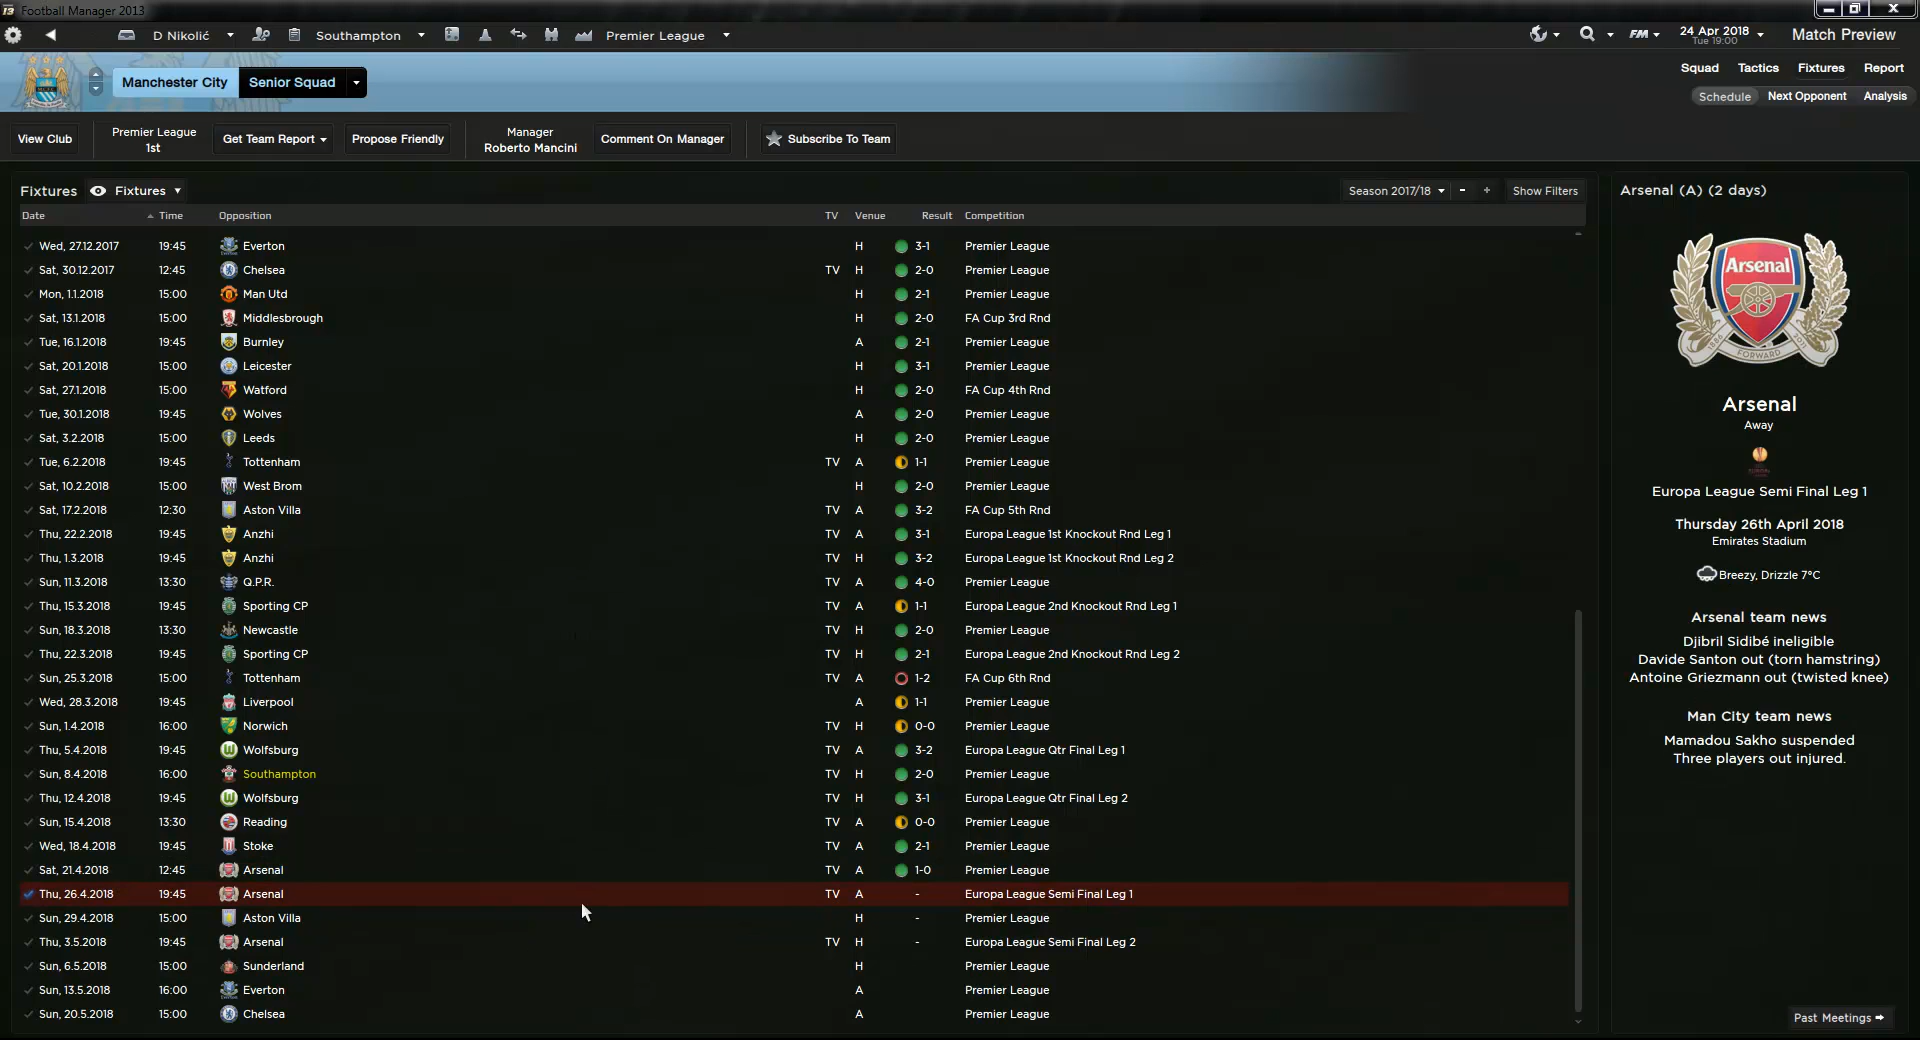 Football Manager 2013
D Nikolić Southampton Premier League FM 24 Apr 2018 Tue 19:00 Match Preview
Manchester City Senior Squad
Squad Tactics Fixtures Report
Schedule Next Opponent Analysis
View Club Premier League 1st Get Team Report Propose Friendly Manager Roberto Mancini Comment On Manager Subscribe To Team
Fixtures Fixtures Season 2017/18 - + Show Filters
Date Time Opposition TV Venue Result Competition
Wed, 27.12.2017 19:45 Everton H 3-1 Premier League
Sat, 30.12.2017 12:45 Chelsea TV H 2-0 Premier League
Mon, 1.1.2018 15:00 Man Utd H 2-1 Premier League
Sat, 13.1.2018 15:00 Middlesbrough H 2-0 FA Cup 3rd Rnd
Tue, 16.1.2018 19:45 Burnley A 2-1 Premier League
Sat, 20.1.2018 15:00 Leicester H 3-1 Premier League
Sat, 27.1.2018 15:00 Watford H 2-0 FA Cup 4th Rnd
Tue, 30.1.2018 19:45 Wolves A 2-0 Premier League
Sat, 3.2.2018 15:00 Leeds H 2-0 Premier League
Tue, 6.2.2018 19:45 Tottenham TV A 1-1 Premier League
Sat, 10.2.2018 15:00 West Brom H 2-0 Premier League
Sat, 17.2.2018 12:30 Aston Villa TV A 3-2 FA Cup 5th Rnd
Thu, 22.2.2018 19:45 Anzhi TV A 3-1 Europa League 1st Knockout Rnd Leg 1
Thu, 1.3.2018 19:45 Anzhi TV H 3-2 Europa League 1st Knockout Rnd Leg 2
Sun, 11.3.2018 13:30 Q.P.R. TV A 4-0 Premier League
Thu, 15.3.2018 19:45 Sporting CP TV A 1-1 Europa League 2nd Knockout Rnd Leg 1
Sun, 18.3.2018 13:30 Newcastle TV H 2-0 Premier League
Thu, 22.3.2018 19:45 Sporting CP TV H 2-1 Europa League 2nd Knockout Rnd Leg 2
Sun, 25.3.2018 15:00 Tottenham TV A 1-2 FA Cup 6th Rnd
Wed, 28.3.2018 19:45 Liverpool A 1-1 Premier League
Sun, 1.4.2018 16:00 Norwich TV H 0-0 Premier League
Thu, 5.4.2018 19:45 Wolfsburg TV A 3-2 Europa League Qtr Final Leg 1
Sun, 8.4.2018 16:00 Southampton TV H 2-0 Premier League
Thu, 12.4.2018 19:45 Wolfsburg TV H 3-1 Europa League Qtr Final Leg 2
Sun, 15.4.2018 13:30 Reading TV A 0-0 Premier League
Wed, 18.4.2018 19:45 Stoke TV A 2-1 Premier League
Sat, 21.4.2018 12:45 Arsenal TV A 1-0 Premier League
Thu, 26.4.2018 19:45 Arsenal TV A - Europa League Semi Final Leg 1
Sun, 29.4.2018 15:00 Aston Villa H - Premier League
Thu, 3.5.2018 19:45 Arsenal TV H - Europa League Semi Final Leg 2
Sun, 6.5.2018 15:00 Sunderland H Premier League
Sun, 13.5.2018 16:00 Everton A Premier League
Sun, 20.5.2018 15:00 Chelsea A Premier League
Arsenal (A) (2 days)
Arsenal
FORWARD
Arsenal
Away
Europa League Semi Final Leg 1
Thursday 26th April 2018
Emirates Stadium
Breezy, Drizzle 7°C
Arsenal team news
Djibril Sidibé ineligible
Davide Santon out (torn hamstring)
Antoine Griezmann out (twisted knee)
Man City team news
Mamadou Sakho suspended
Three players out injured.
Past Meetings